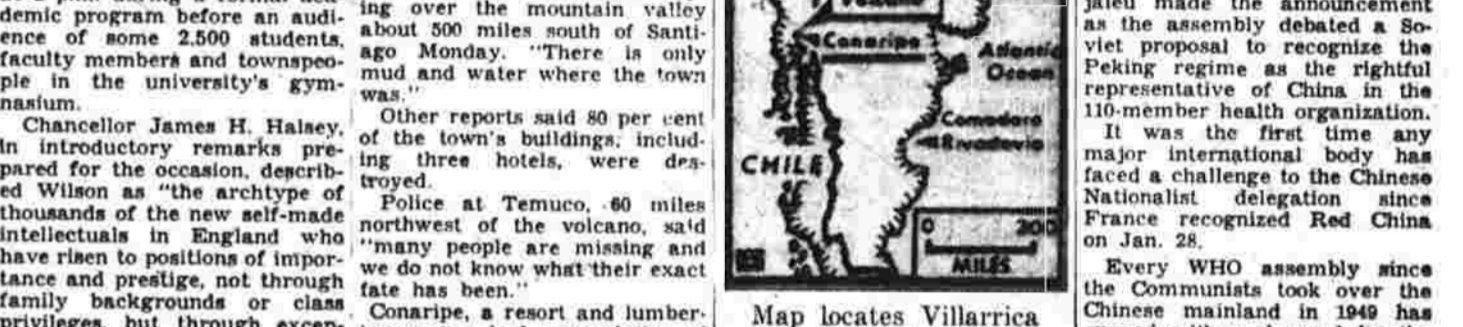 demic program before an audi-
ence of some 2,500 students,
faculty members and townspeo-
ple in the university's gym-
nasium.
Chancellor James H. Halsey,
in introductory remarks pre-
pared for the occasion, describ-
ed Wilson as "the archtype of
thousands of the new self-made
intellectuals in England who
have risen to positions of impor-
tance and prestige, not through
family backgrounds or class
privileges, but through excep-
ing over the mountain valley
about 500 miles south of Santi-
ago Monday. "There is only
mud and water where the town
was."
Other reports said 80 per cent
of the town's buildings, includ-
ing three hotels, were des-
troyed.
Police at Temuco, 60 miles
northwest of the volcano, said
"many people are missing and
we do not know what their exact
fate has been."
Conaripe, a resort and lumber-
Conaripe
Atlantic
Ocean
Comodoro
Rivadavia
CHILE
0 200
MILES
Map locates Villarrica
jaleu made the announcement
as the assembly debated a So-
viet proposal to recognize the
Peking regime as the rightful
representative of China in the
110-member health organization.
It was the first time any
major international body has
faced a challenge to the Chinese
Nationalist delegation since
France recognized Red China
on Jan. 28.
Every WHO assembly since
the Communists took over the
Chinese mainland in 1949 has